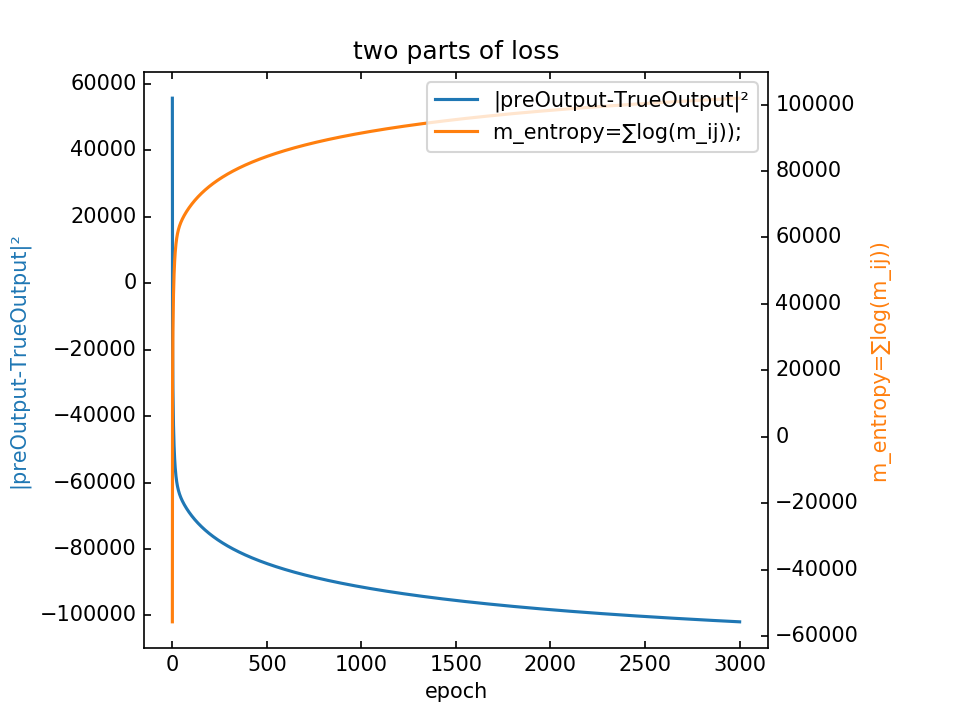 two parts of loss
|preOutput-TrueOutput|²
m_entropy=∑log(m_ij));
60000
40000
20000
0
−20000
−40000
−60000
−80000
−100000
|preOutput-TrueOutput|²
100000
80000
60000
40000
20000
0
−20000
−40000
−60000
m_entropy=∑log(m_ij))
0 500 1000 1500 2000 2500 3000
epoch